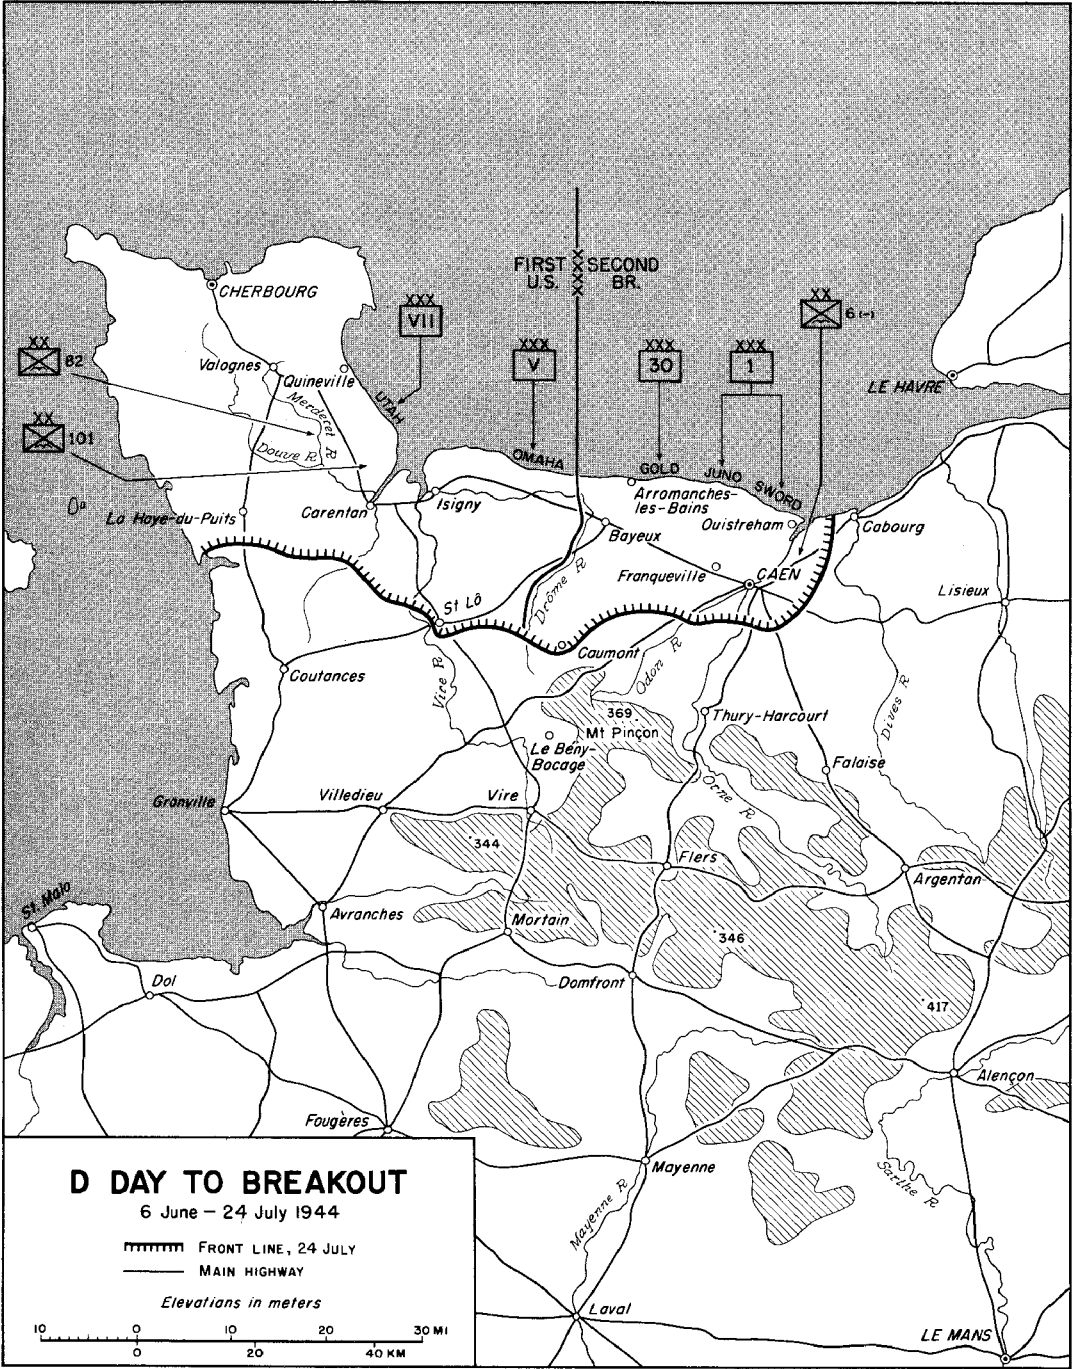 FIRST U.S.
XXXX
SECOND BR.
CHERBOURG
XXX
VII
XX
82
Valognes
Quineville
Merderet R
Douve R
UTAH
XX
101
XXX
V
XXX
30
XXX
1
XX
6
LE HAVRE
OMAHA
GOLD
JUNO
SWORD
La Haye-du-Puits
Carentan
Isigny
Arromanches-
les-Bains
Ouistreham
Cabourg
Bayeux
Franqueville
CAEN
Lisieux
Drôme R
St Lô
Caumont
Odon R
Coutances
Vire R
369
Mt Pinçon
Thury-Harcourt
Dives R
Le Bény-
Bocage
Falaise
Orne R
Granville
Villedieu
Vire
344
Flers
Argentan
St. Malo
Avranches
Mortain
346
Dol
Domfront
417
Alençon
Fougères
Mayenne
Sarthe R
Mayenne R
Laval
LE MANS
D DAY TO BREAKOUT
6 June – 24 July 1944
FRONT LINE, 24 JULY
MAIN HIGHWAY
Elevations in meters
10 0 10 20 30 MI
0 20 40 KM